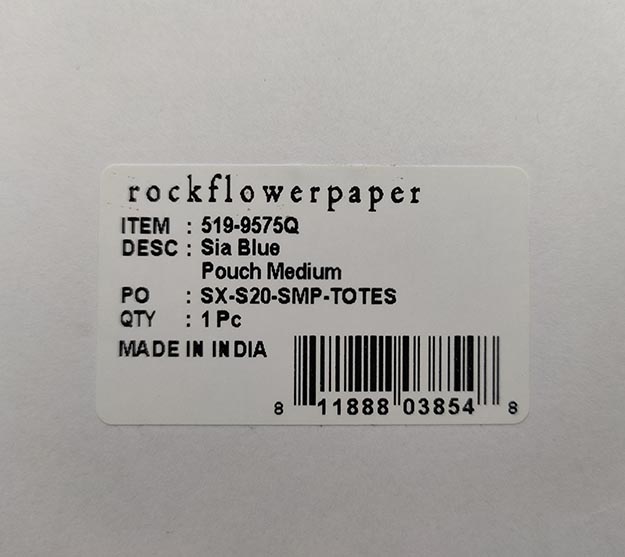 rockflowerpaper
ITEM : 519-9575Q
DESC : Sia Blue
Pouch Medium
PO : SX-S20-SMP-TOTES
QTY : 1 Pc
MADE IN INDIA
8 11888 03854 8